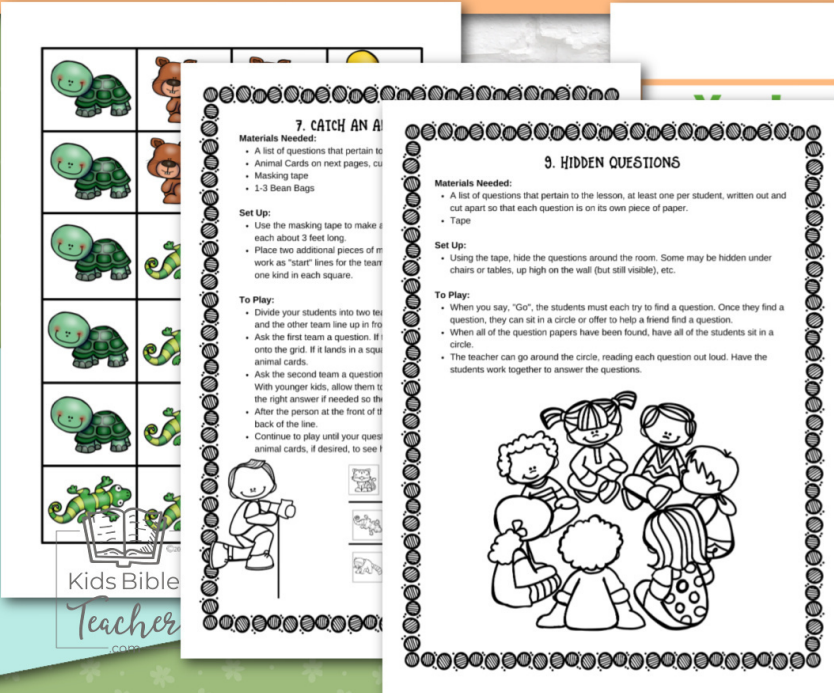 7. CATCH AN
Materials Needed:
• A list of questions that pertain to
• Animal Cards on next pages, cu
• Masking tape
• 1-3 Bean Bags
Set Up:
• Use the masking tape to make
each about 3 feet long.
• Place two additional pieces of m
work as "start" lines for the team
one kind in each square.
To Play:
• Divide your students into two tea
and the other team line up in fro
• Ask the first team a question. If
onto the grid. If it lands in a squ
animal cards.
• Ask the second team a question
With younger kids, allow them to
the right answer if needed so the
• After the person at the front of th
back of the line.
• Continue to play until your quest
animal cards, if desired, to see
9. HIDDEN QUESTIONS
Materials Needed:
• A list of questions that pertain to the lesson, at least one per student, written out and
cut apart so that each question is on its own piece of paper.
• Tape
Set Up:
• Using the tape, hide the questions around the room. Some may be hidden under
chairs or tables, up high on the wall (but still visible), etc.
To Play:
• When you say, "Go", the students must each try to find a question. Once they find a
question, they can sit in a circle or offer to help a friend find a question.
• When all of the question papers have been found, have all of the students sit in a
circle.
• The teacher can go around the circle, reading each question out loud. Have the
students work together to answer the questions.
Kids Bible
Teacher
.com